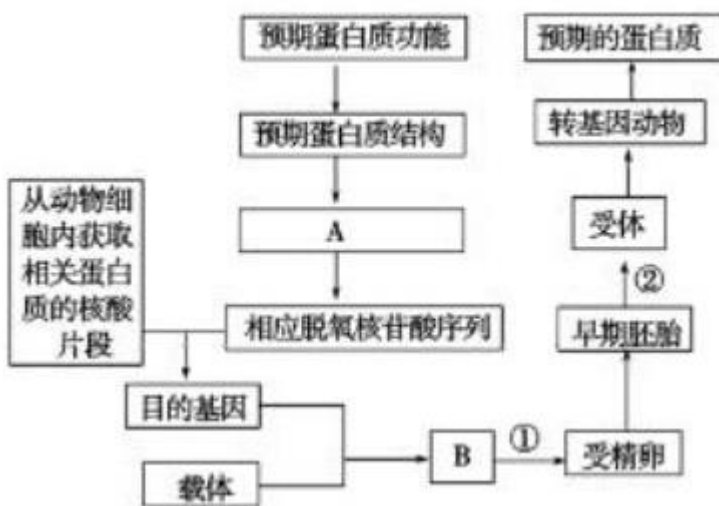 预期蛋白质功能
预期蛋白质结构
A
相应脱氧核苷酸序列
从动物细
胞内获取
相关蛋白
质的核酸
片段
目的基因
载体
B
①
受精卵
早期胚胎
②
受体
转基因动物
预期的蛋白质